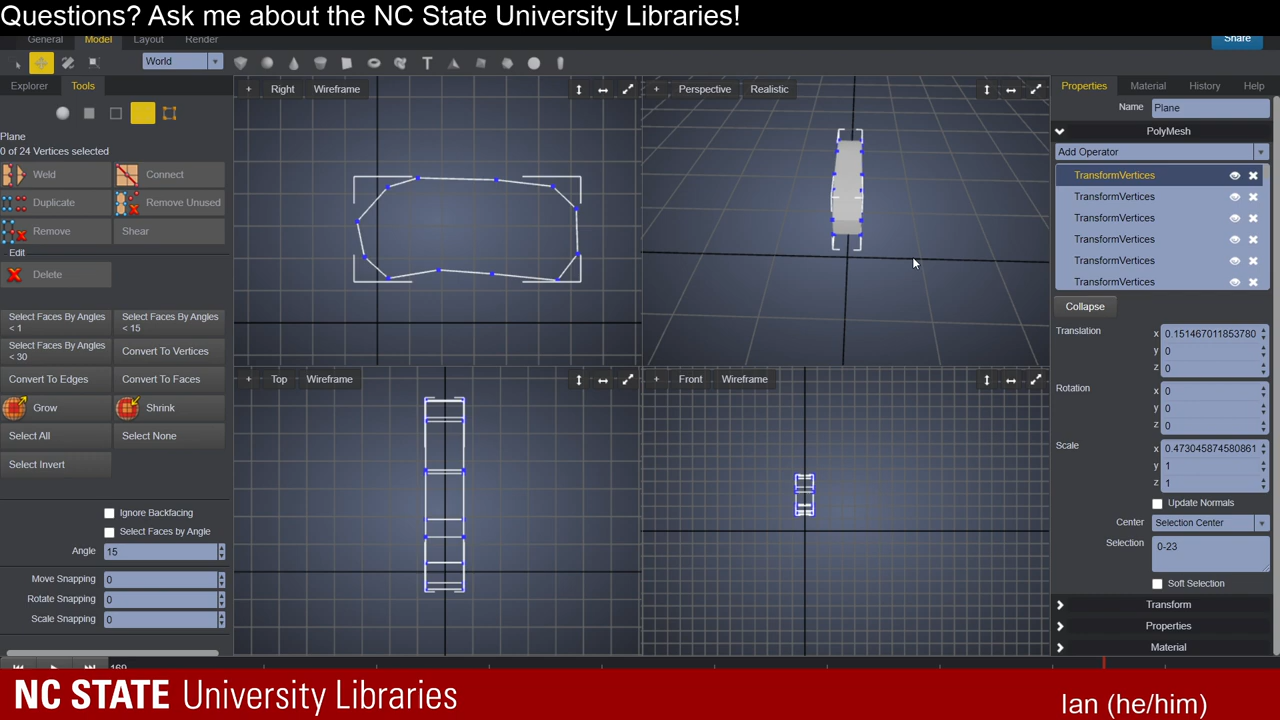 Questions? Ask me about the NC State University Libraries!
General Model Layout Render Share
World T
Explorer Tools
Plane
0 of 24 Vertices selected
Weld Connect
Duplicate Remove Unused
Remove Shear
Edit
Delete
Select Faces By Angles < 1
Select Faces By Angles < 15
Select Faces By Angles < 30
Convert To Vertices
Convert To Edges Convert To Faces
Grow Shrink
Select All Select None
Select Invert
Ignore Backfacing
Select Faces by Angle
Angle 15
Move Snapping 0
Rotate Snapping 0
Scale Snapping 0
+ Right Wireframe
+ Perspective Realistic
+ Top Wireframe
+ Front Wireframe
Properties Material History Help
Name Plane
PolyMesh
Add Operator
TransformVertices
TransformVertices
TransformVertices
TransformVertices
TransformVertices
TransformVertices
Collapse
Translation x 0.151467011853780
y 0
z 0
Rotation x 0
y 0
z 0
Scale x 0.473045874580861
y 1
z 1
Update Normals
Center Selection Center
Selection 0-23
Soft Selection
Transform
Properties
Material
169
NC STATE University Libraries
Ian (he/him)